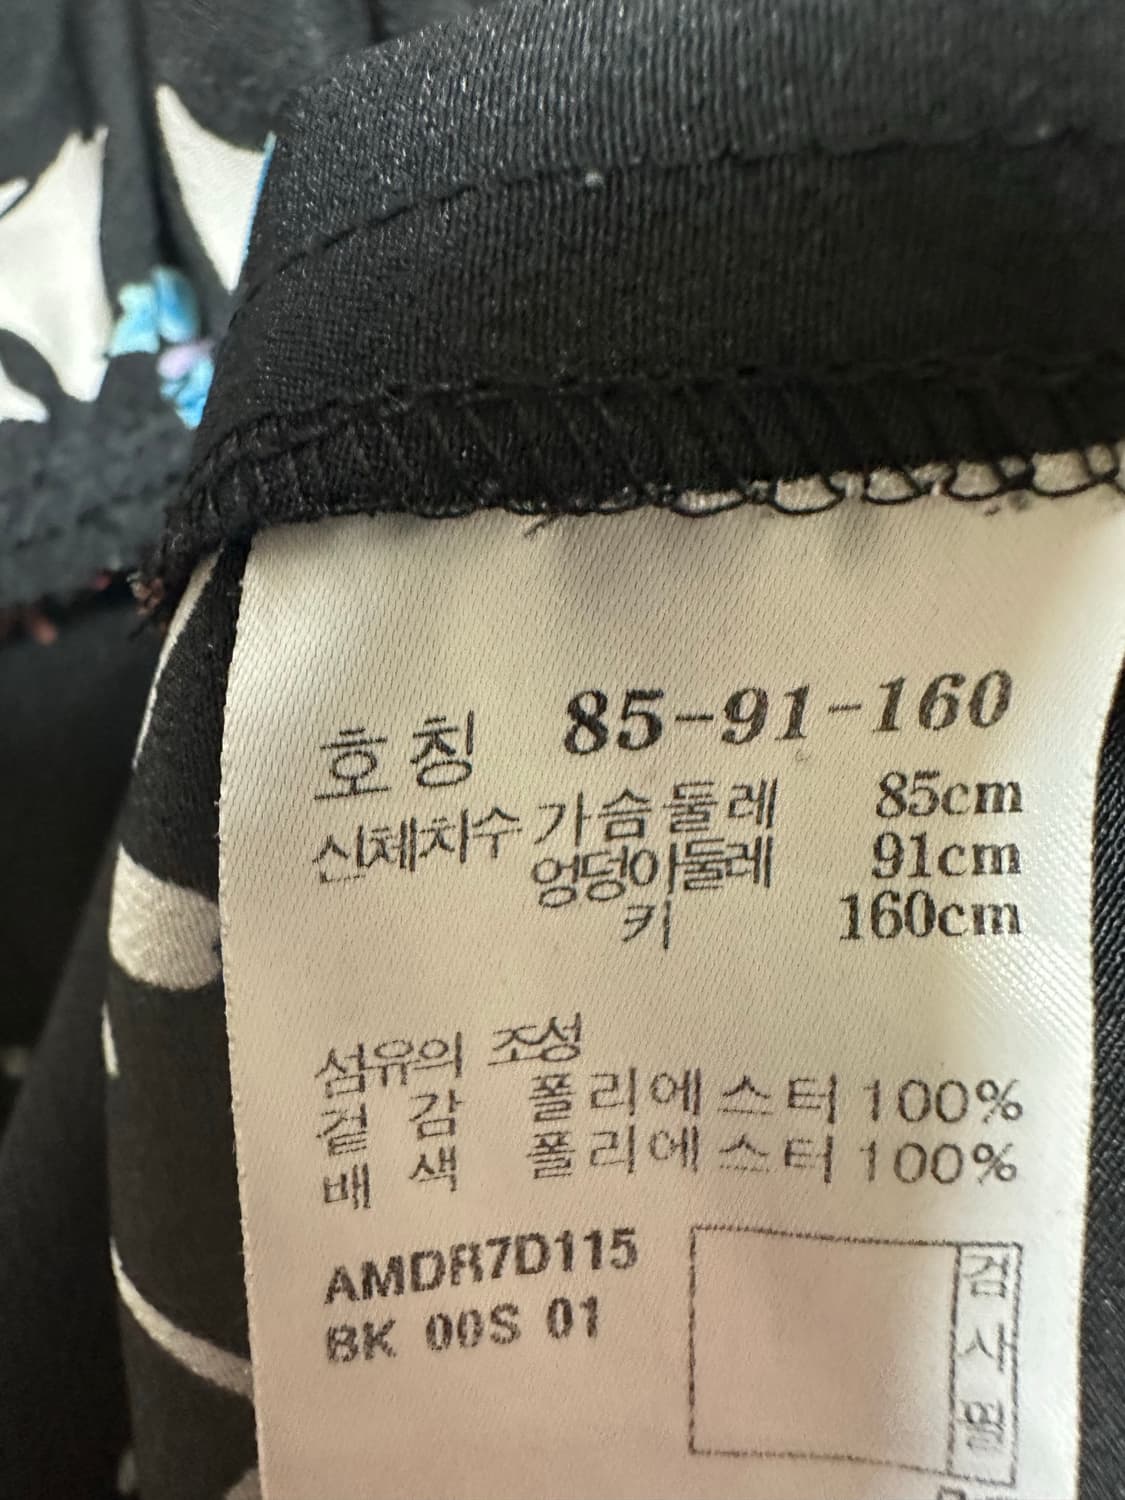 호칭 85-91-160
신체치수 가슴둘레 85cm
엉덩이둘레 91cm
키 160cm
섬유의 조성
겉감 폴리에스터 100%
배색 폴리에스터 100%
AMDR7D115
BK 00S 01
검사필